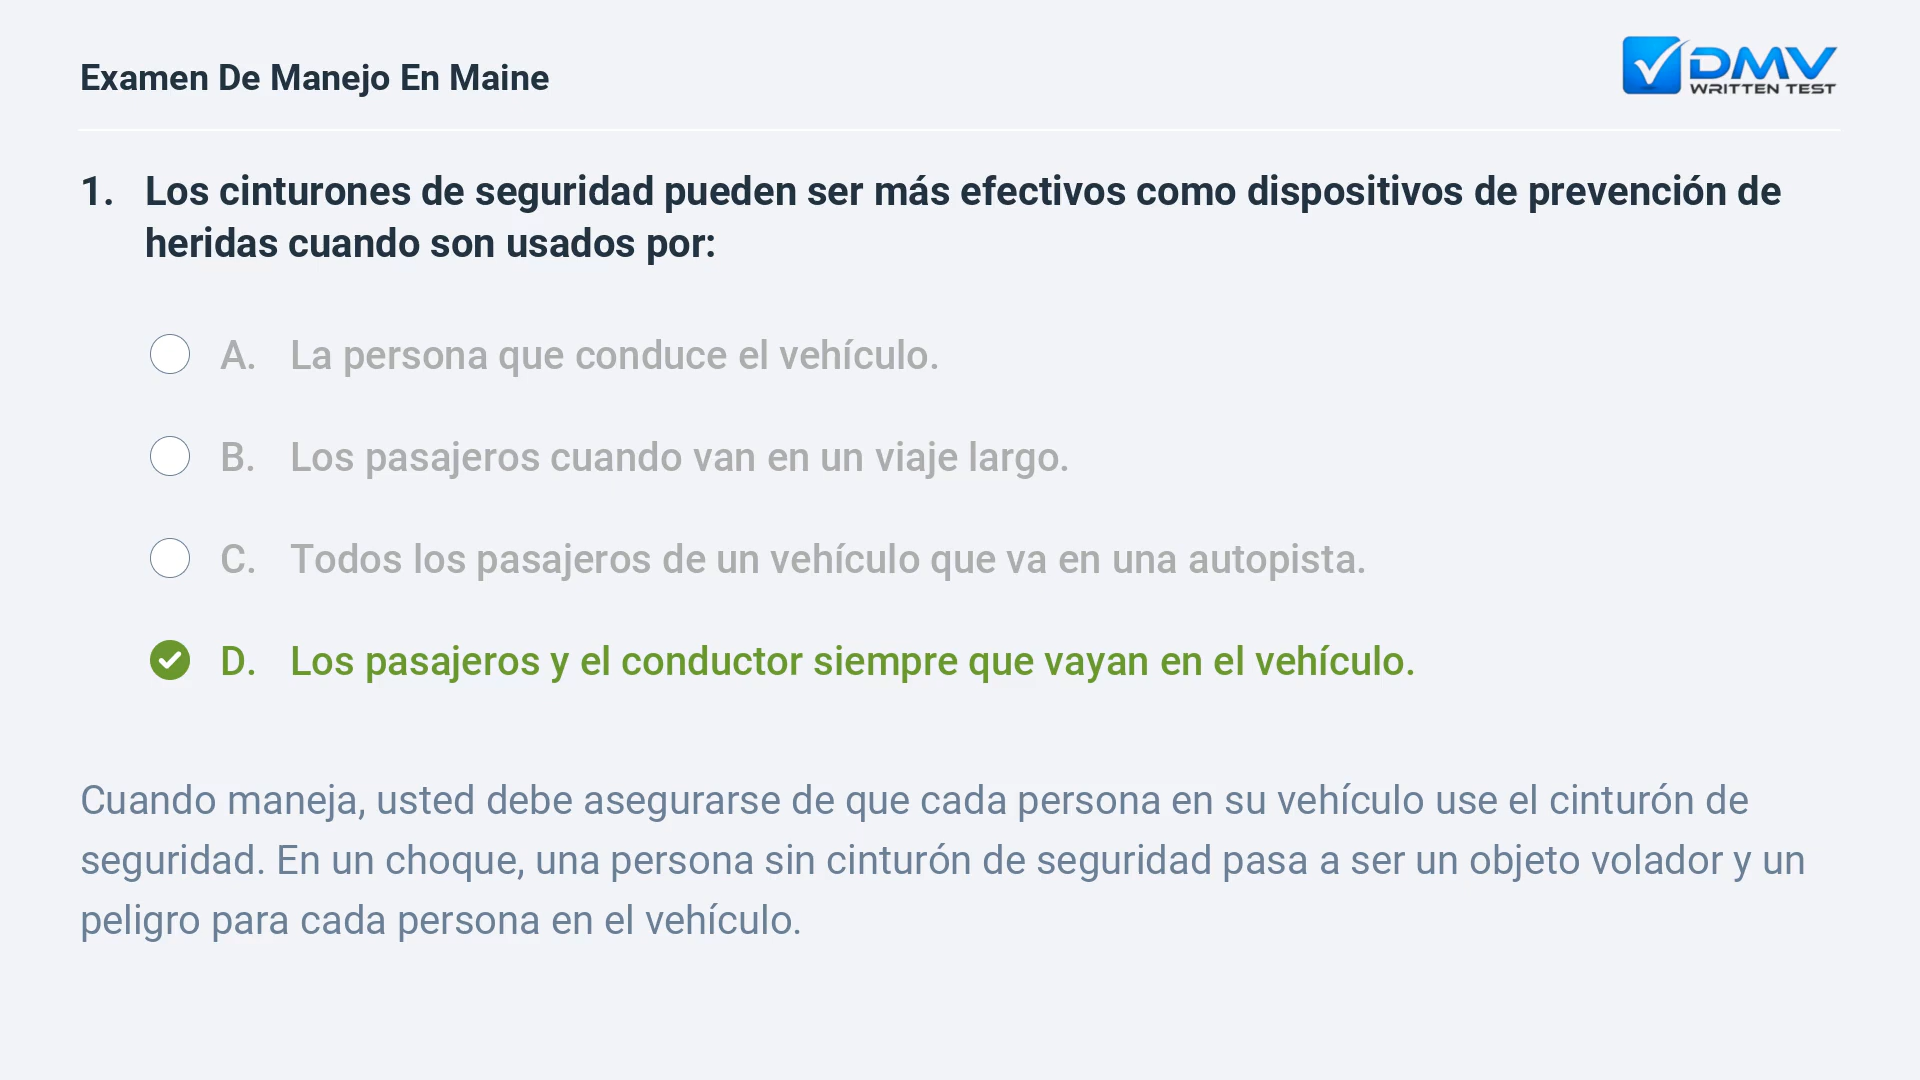 Examen De Manejo En Maine
DMV
WRITTEN TEST
1. Los cinturones de seguridad pueden ser más efectivos como dispositivos de prevención de
heridas cuando son usados por:
A. La persona que conduce el vehículo.
B. Los pasajeros cuando van en un viaje largo.
C. Todos los pasajeros de un vehículo que va en una autopista.
D. Los pasajeros y el conductor siempre que vayan en el vehículo.
Cuando maneja, usted debe asegurarse de que cada persona en su vehículo use el cinturón de
seguridad. En un choque, una persona sin cinturón de seguridad pasa a ser un objeto volador y un
peligro para cada persona en el vehículo.